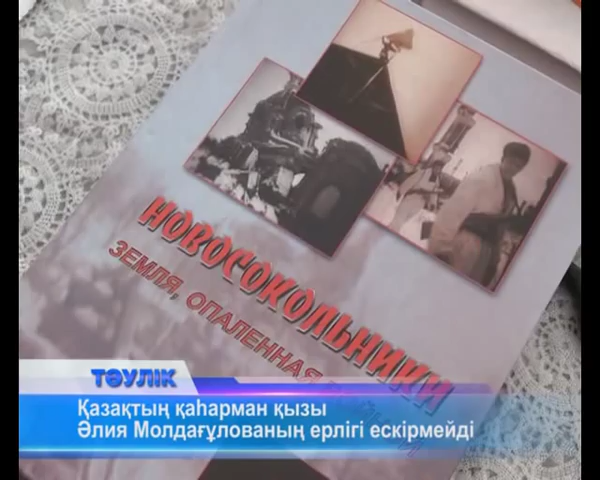 НОВОСОКОЛЬНИКИ
ЗЕМЛЯ, ОПАЛЕННАЯ
ТӘУЛІК
Қазақтың қаһарман қызы
Әлия Молдағұлованың ерлігі ескірмейді